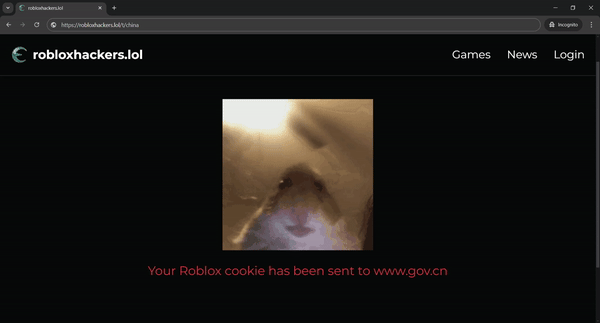 robloxhackers.lol
https://robloxhackers.lol/t/china
Incognito
robloxhackers.lol
Games
News
Login
Your Roblox cookie has been sent to www.gov.cn